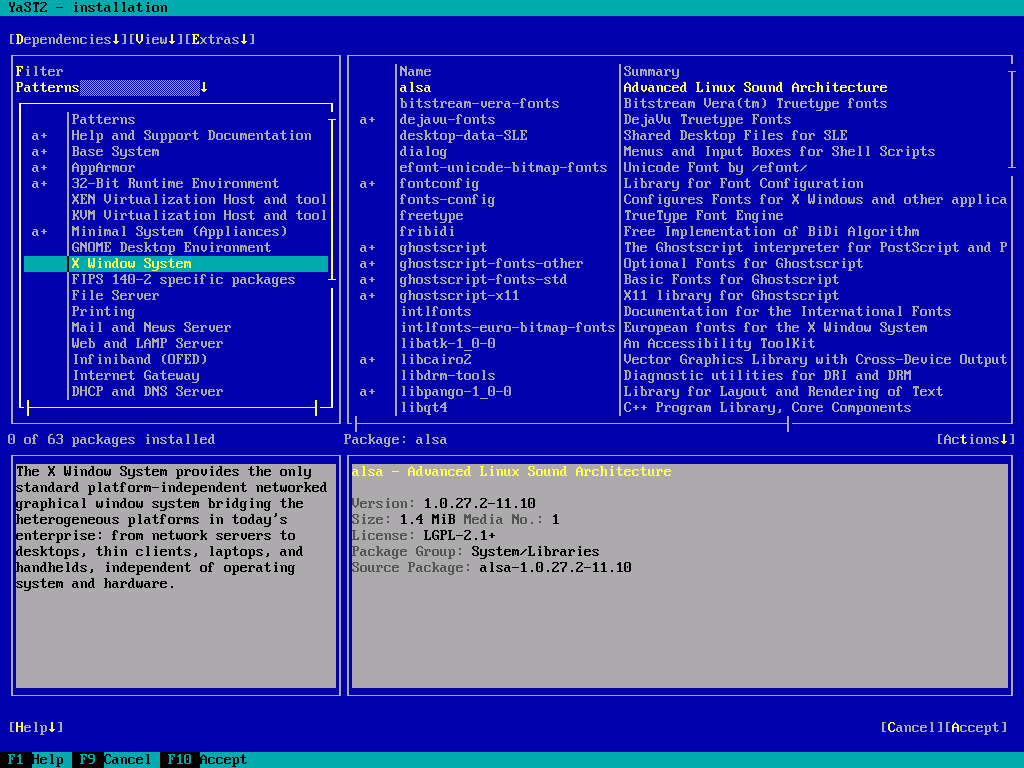 YaST2 - installation
[Dependencies↓][View↓][Extras↓]
Filter
Patterns↓
Patterns
a+ Help and Support Documentation
a+ Base System
a+ AppArmor
a+ 32-Bit Runtime Environment
XEN Virtualization Host and tool
KVM Virtualization Host and tool
a+ Minimal System (Appliances)
GNOME Desktop Environment
X Window System
FIPS 140-2 specific packages
File Server
Printing
Mail and News Server
Web and LAMP Server
Infiniband (OFED)
Internet Gateway
DHCP and DNS Server
Name Summary
alsa Advanced Linux Sound Architecture
bitstream-vera-fonts Bitstream Vera(tm) Truetype fonts
a+ dejavu-fonts DejaVu Truetype Fonts
desktop-data-SLE Shared Desktop Files for SLE
dialog Menus and Input Boxes for Shell Scripts
efont-unicode-bitmap-fonts Unicode Font by /efont/
a+ fontconfig Library for Font Configuration
fonts-config Configures Fonts for X Windows and other applica
freetype TrueType Font Engine
fribidi Free Implementation of BiDi Algorithm
a+ ghostscript The Ghostscript interpreter for PostScript and P
a+ ghostscript-fonts-other Optional Fonts for Ghostscript
a+ ghostscript-fonts-std Basic Fonts for Ghostscript
a+ ghostscript-x11 X11 library for Ghostscript
intlfonts Documentation for the International Fonts
intlfonts-euro-bitmap-fonts European fonts for the X Window System
libatk-1_0-0 An Accessibility ToolKit
a+ libcairo2 Vector Graphics Library with Cross-Device Output
libdrm-tools Diagnostic utilities for DRI and DRM
a+ libpango-1_0-0 Library for Layout and Rendering of Text
libqt4 C++ Program Library, Core Components
0 of 63 packages installed
Package: alsa
[Actions↓]
The X Window System provides the only
standard platform-independent networked
graphical window system bridging the
heterogeneous platforms in today's
enterprise: from network servers to
desktops, thin clients, laptops, and
handhelds, independent of operating
system and hardware.
alsa - Advanced Linux Sound Architecture
Version: 1.0.27.2-11.10
Size: 1.4 MiB Media No.: 1
License: LGPL-2.1+
Package Group: System/Libraries
Source Package: alsa-1.0.27.2-11.10
[Help↓]
[Cancel][Accept]
F1 Help F9 Cancel F10 Accept